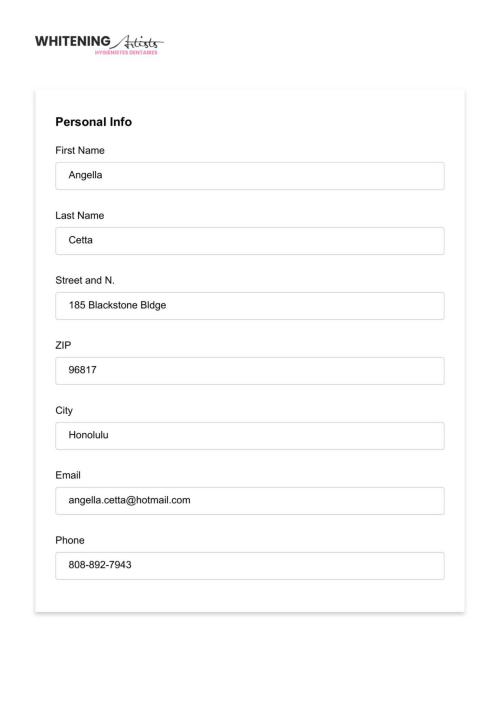 WHITENING Artists
HYGIÉNISTES DENTAIRES
Personal Info
First Name
Angella
Last Name
Cetta
Street and N.
185 Blackstone Bldge
ZIP
96817
City
Honolulu
Email
angella.cetta@hotmail.com
Phone
808-892-7943